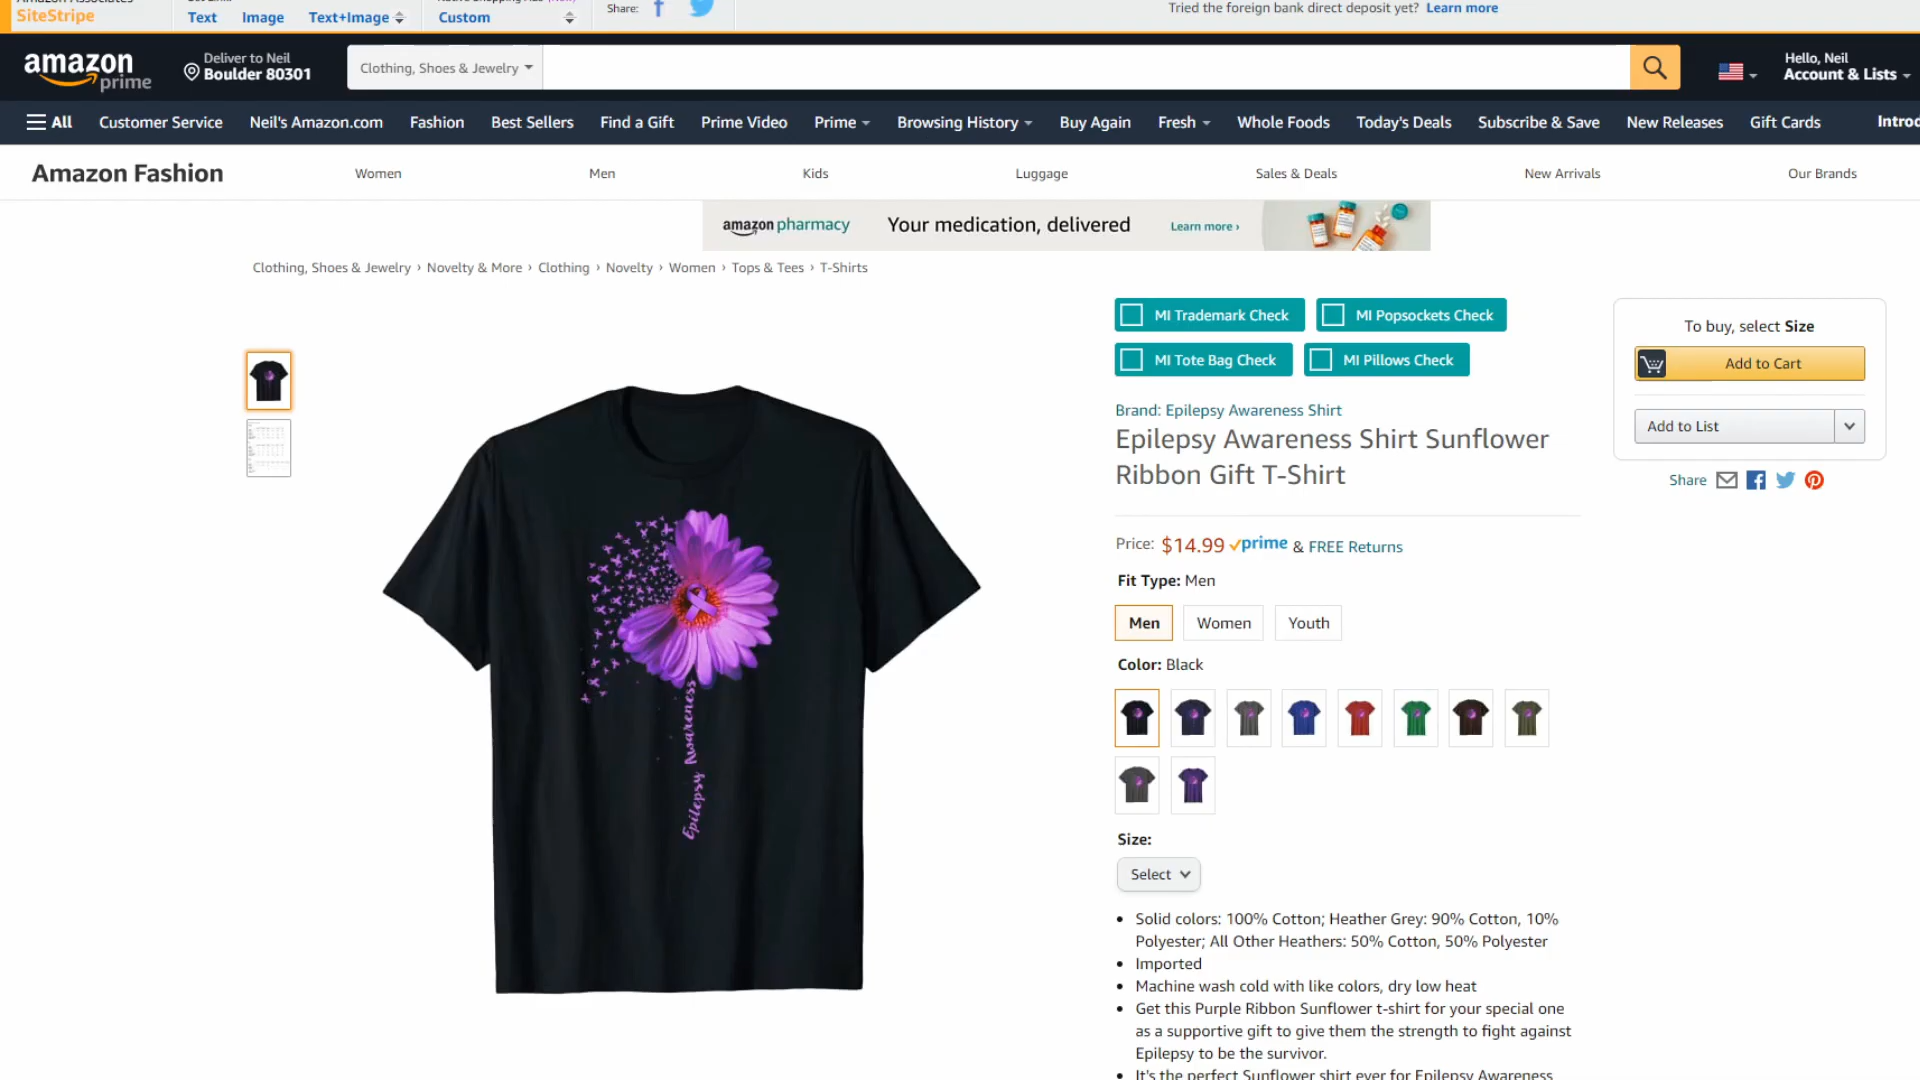 SiteStripe
Text Image Text+Image
Custom
Share:
Tried the foreign bank direct deposit yet? Learn more
amazon prime
Deliver to Neil
Boulder 80301
Clothing, Shoes & Jewelry
Hello, Neil
Account & Lists
All Customer Service Neil's Amazon.com Fashion Best Sellers Find a Gift Prime Video Prime Browsing History Buy Again Fresh Whole Foods Today's Deals Subscribe & Save New Releases Gift Cards
Amazon Fashion Women Men Kids Luggage Sales & Deals New Arrivals Our Brands
amazon pharmacy Your medication, delivered Learn more ›
Clothing, Shoes & Jewelry › Novelty & More › Clothing › Novelty › Women › Tops & Tees › T-Shirts
MI Trademark Check MI Popsockets Check
MI Tote Bag Check MI Pillows Check
Brand: Epilepsy Awareness Shirt
Epilepsy Awareness Shirt Sunflower
Ribbon Gift T-Shirt
Price: $14.99 prime & FREE Returns
Fit Type: Men
Men Women Youth
Color: Black
Size:
Select
• Solid colors: 100% Cotton; Heather Grey: 90% Cotton, 10%
Polyester; All Other Heathers: 50% Cotton, 50% Polyester
• Imported
• Machine wash cold with like colors, dry low heat
• Get this Purple Ribbon Sunflower t-shirt for your special one
as a supportive gift to give them the strength to fight against
Epilepsy to be the survivor.
• It's the perfect Sunflower shirt ever for Epilepsy Awareness
To buy, select Size
Add to Cart
Add to List
Share
Epilepsy Awareness